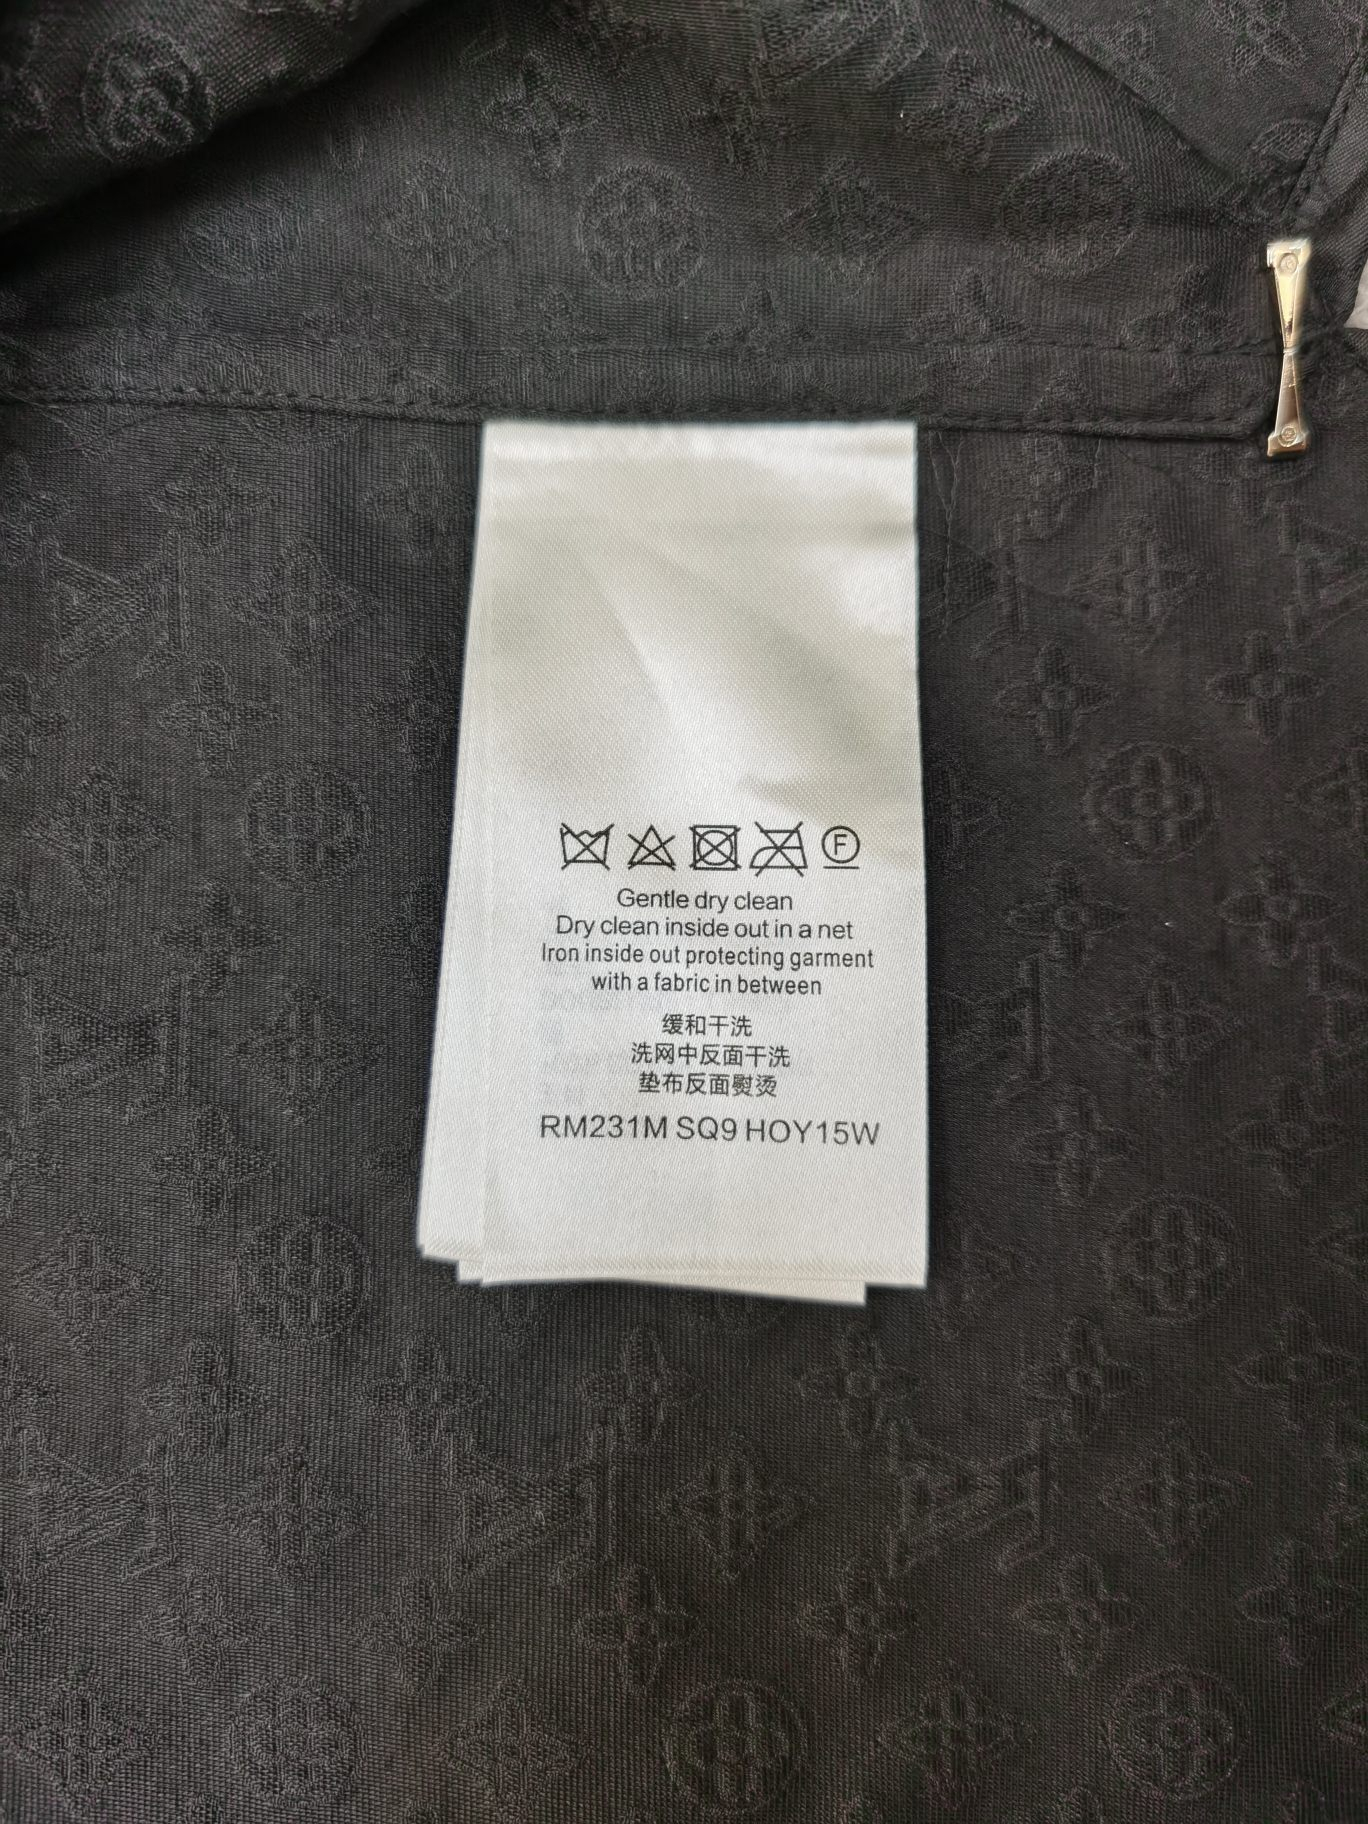 F
Gentle dry clean
Dry clean inside out in a net
Iron inside out protecting garment
with a fabric in between
缓和干洗
洗网中反面干洗
垫布反面熨烫
RM231M SQ9 HOY15W